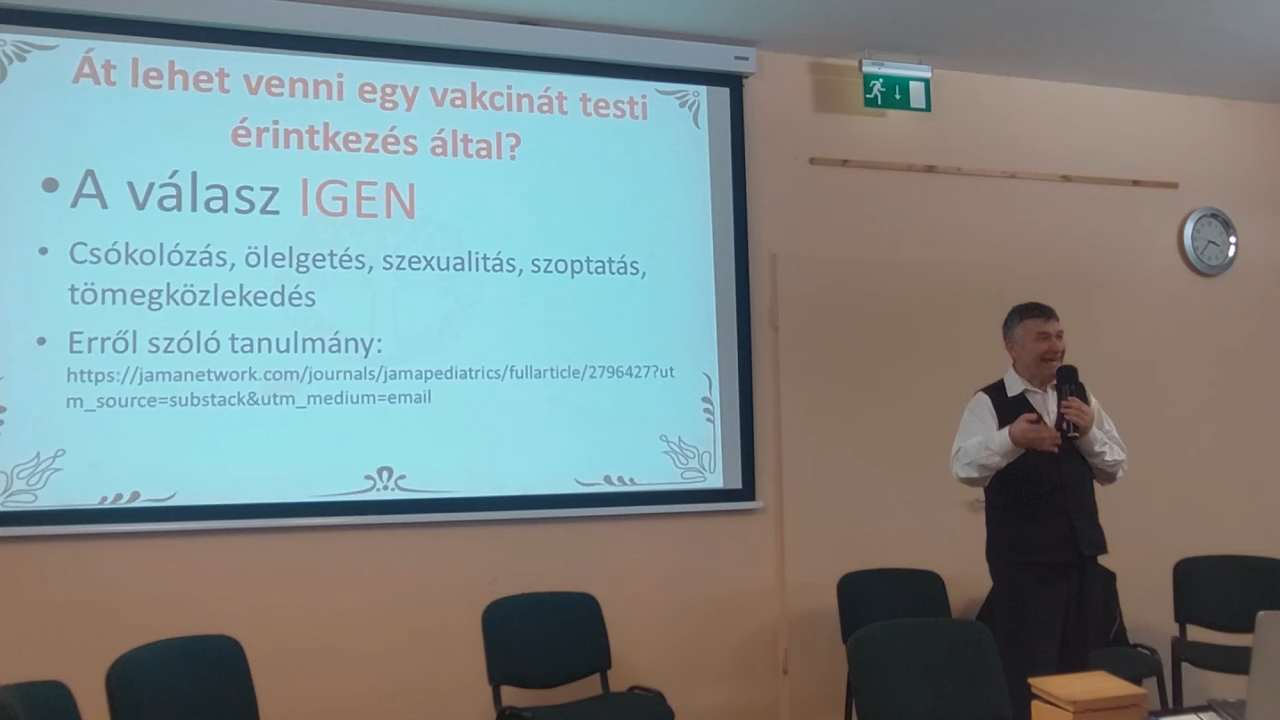 Át lehet venni egy vakcinát testi
érintkezés által?
• A válasz IGEN
• Csókolózás, ölelgetés, szexualitás, szoptatás,
tömegközlekedés
• Erről szóló tanulmány:
https://jamanetwork.com/journals/jamapediatrics/fullarticle/2796427?ut
m_source=substack&utm_medium=email